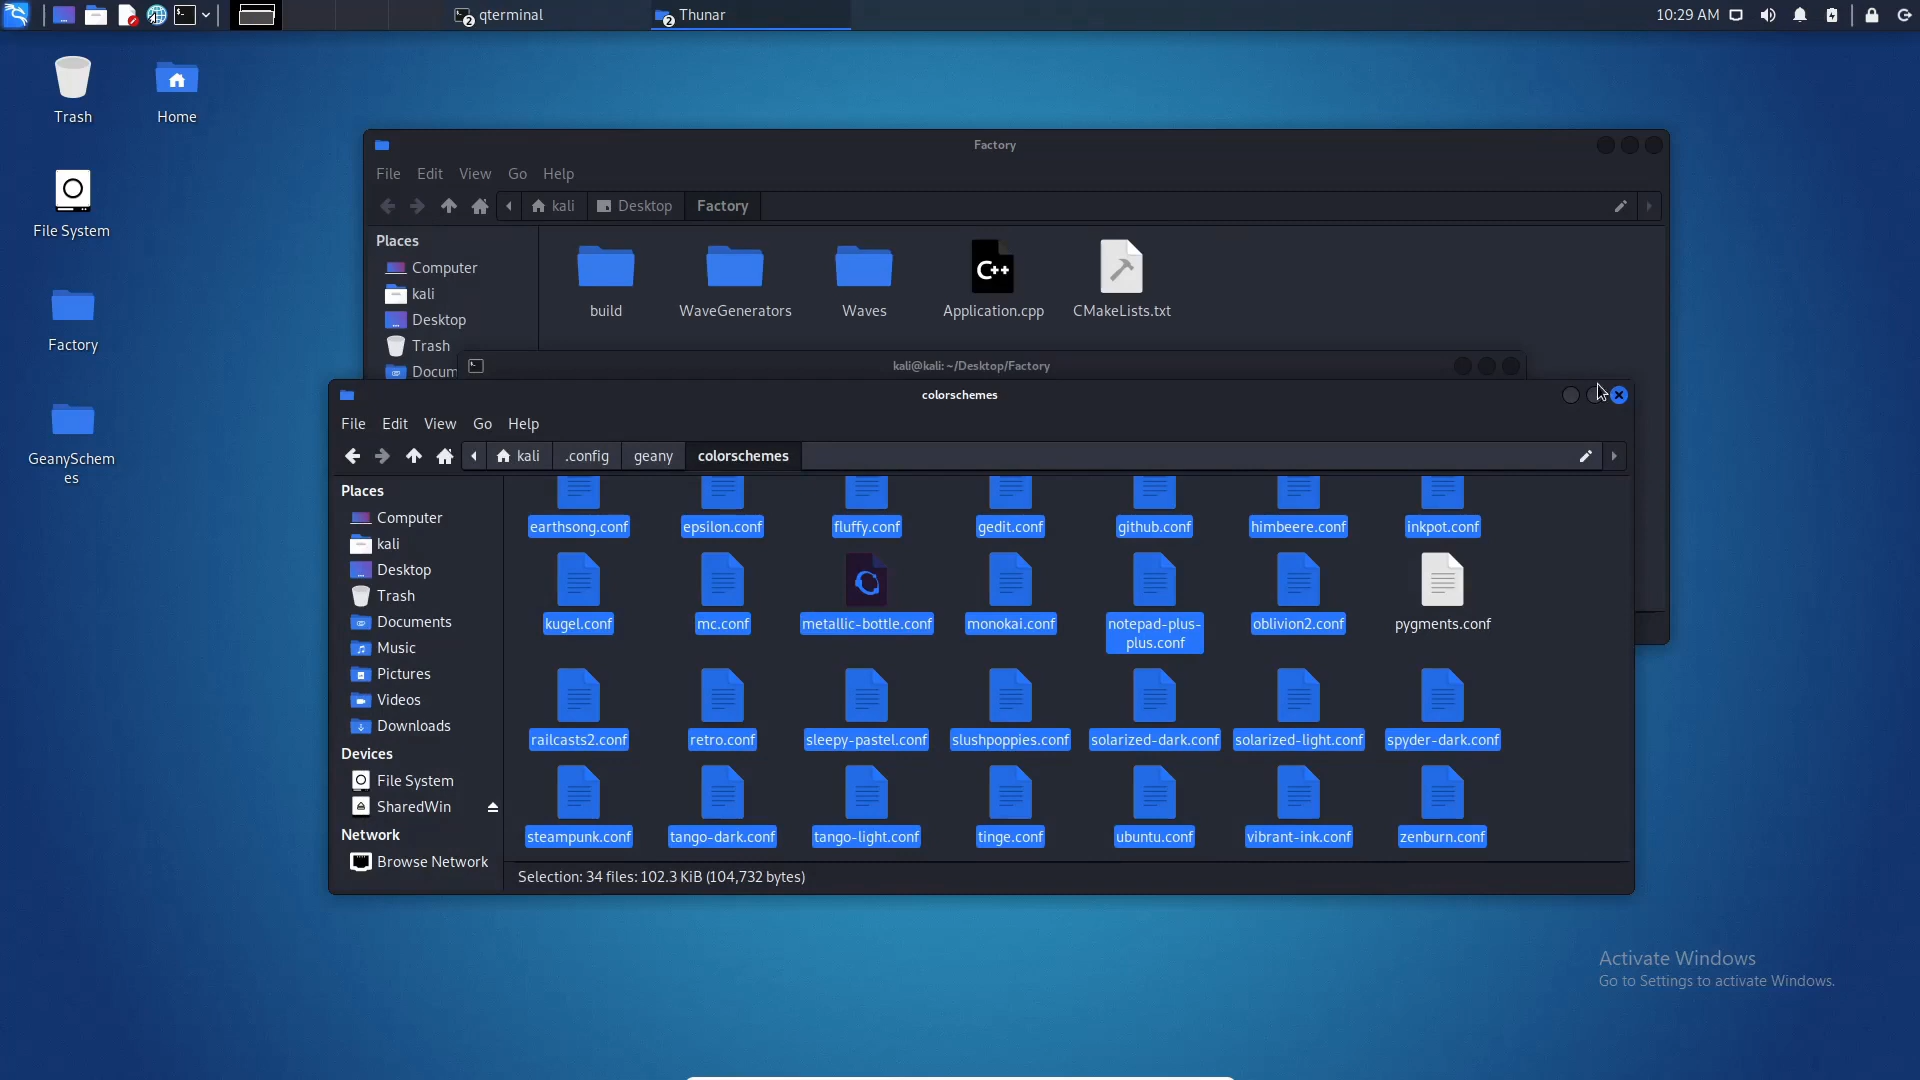 qterminal
2
Thunar
2
10:29 AM
Trash
Home
File System
Factory
GeanySchem
es
Factory
File Edit View Go Help
kali Desktop Factory
Places
Computer
kali
Desktop
Trash
Docum
build
WaveGenerators
Waves
C++
Application.cpp
CMakeLists.txt
kali@kali: ~/Desktop/Factory
colorschemes
File Edit View Go Help
kali .config geany colorschemes
Places
Computer
kali
Desktop
Trash
Documents
Music
Pictures
Videos
Downloads
Devices
File System
SharedWin
Network
Browse Network
earthsong.conf epsilon.conf fluffy.conf gedit.conf github.conf himbeere.conf inkpot.conf
kugel.conf mc.conf metallic-bottle.conf monokai.conf notepad-plus-
plus.conf oblivion2.conf pygments.conf
railcasts2.conf retro.conf sleepy-pastel.conf slushpoppies.conf solarized-dark.conf solarized-light.conf spyder-dark.conf
steampunk.conf tango-dark.conf tango-light.conf tinge.conf ubuntu.conf vibrant-ink.conf zenburn.conf
Selection: 34 files: 102.3 KiB (104,732 bytes)
Activate Windows
Go to Settings to activate Windows.